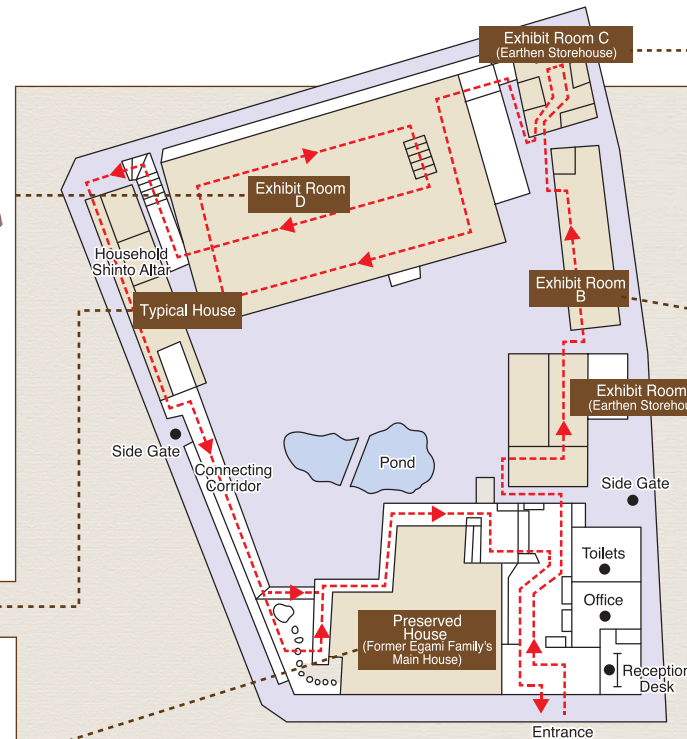 Exhibit Room C
(Earthen Storehouse)
Exhibit Room
D
Household
Shinto Altar
Exhibit Room
B
Typical House
Exhibit Room
(Earthen Storehou
Side Gate
Connecting
Corridor
Pond
Side Gate
Toilets
Office
Preserved
House
(Former Egami Family's
Main House)
Reception
Desk
Entrance